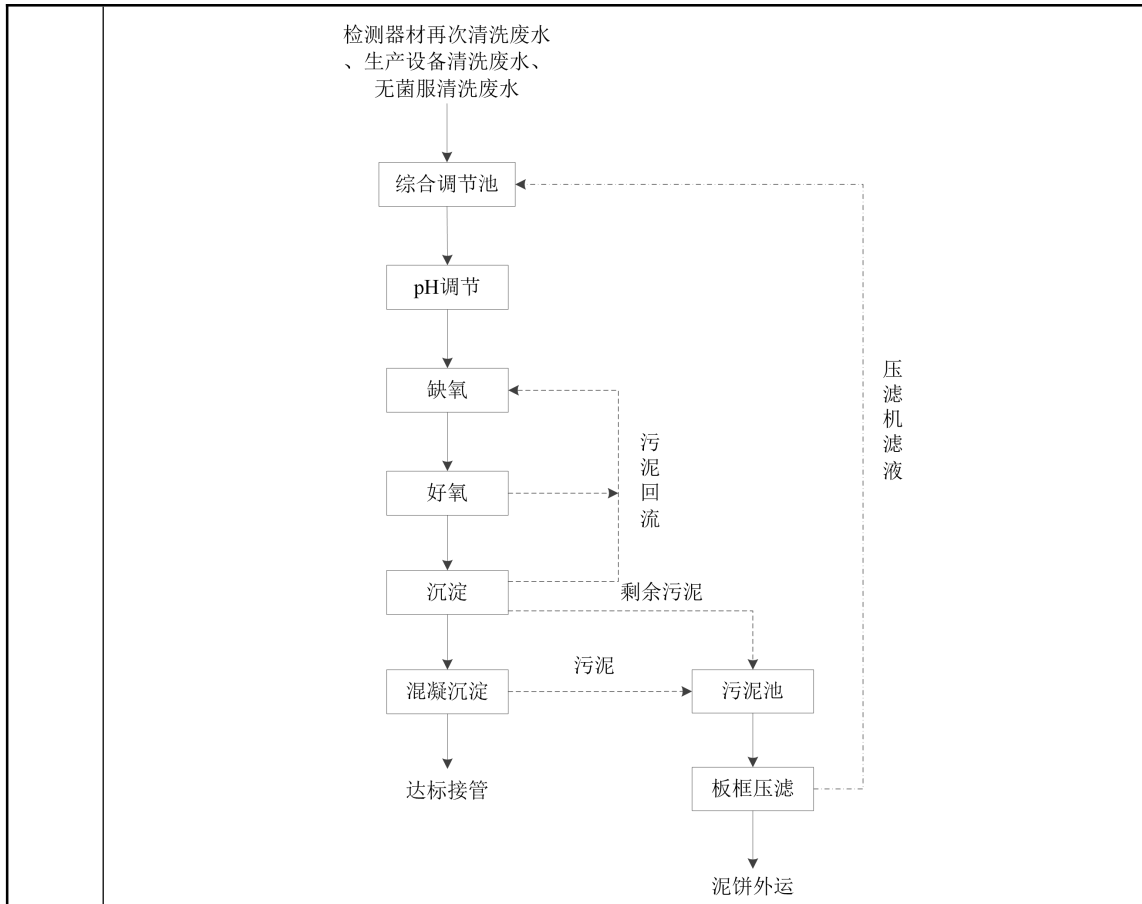 检测器材再次清洗废水
、生产设备清洗废水、
无菌服清洗废水
综合调节池
pH调节
缺氧
好氧
沉淀
混凝沉淀
达标接管
污泥回流
剩余污泥
污泥
污泥池
板框压滤
泥饼外运
压滤机滤液